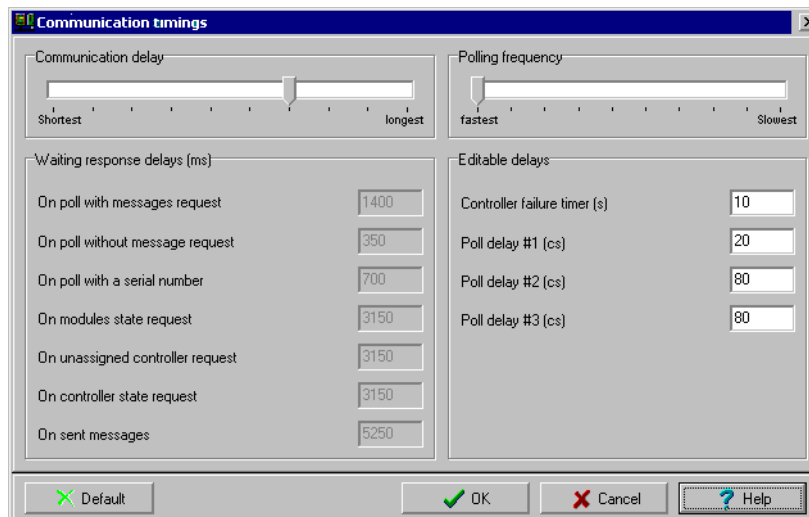 Communication timings
Communication delay
Shortest longest
Polling frequency
fastest Slowest
Waiting response delays (ms)
On poll with messages request 1400
On poll without message request 350
On poll with a serial number 700
On modules state request 3150
On unassigned controller request 3150
On controller state request 3150
On sent messages 5250
Editable delays
Controller failure timer (s) 10
Poll delay #1 (cs) 20
Poll delay #2 (cs) 80
Poll delay #3 (cs) 80
Default OK Cancel Help